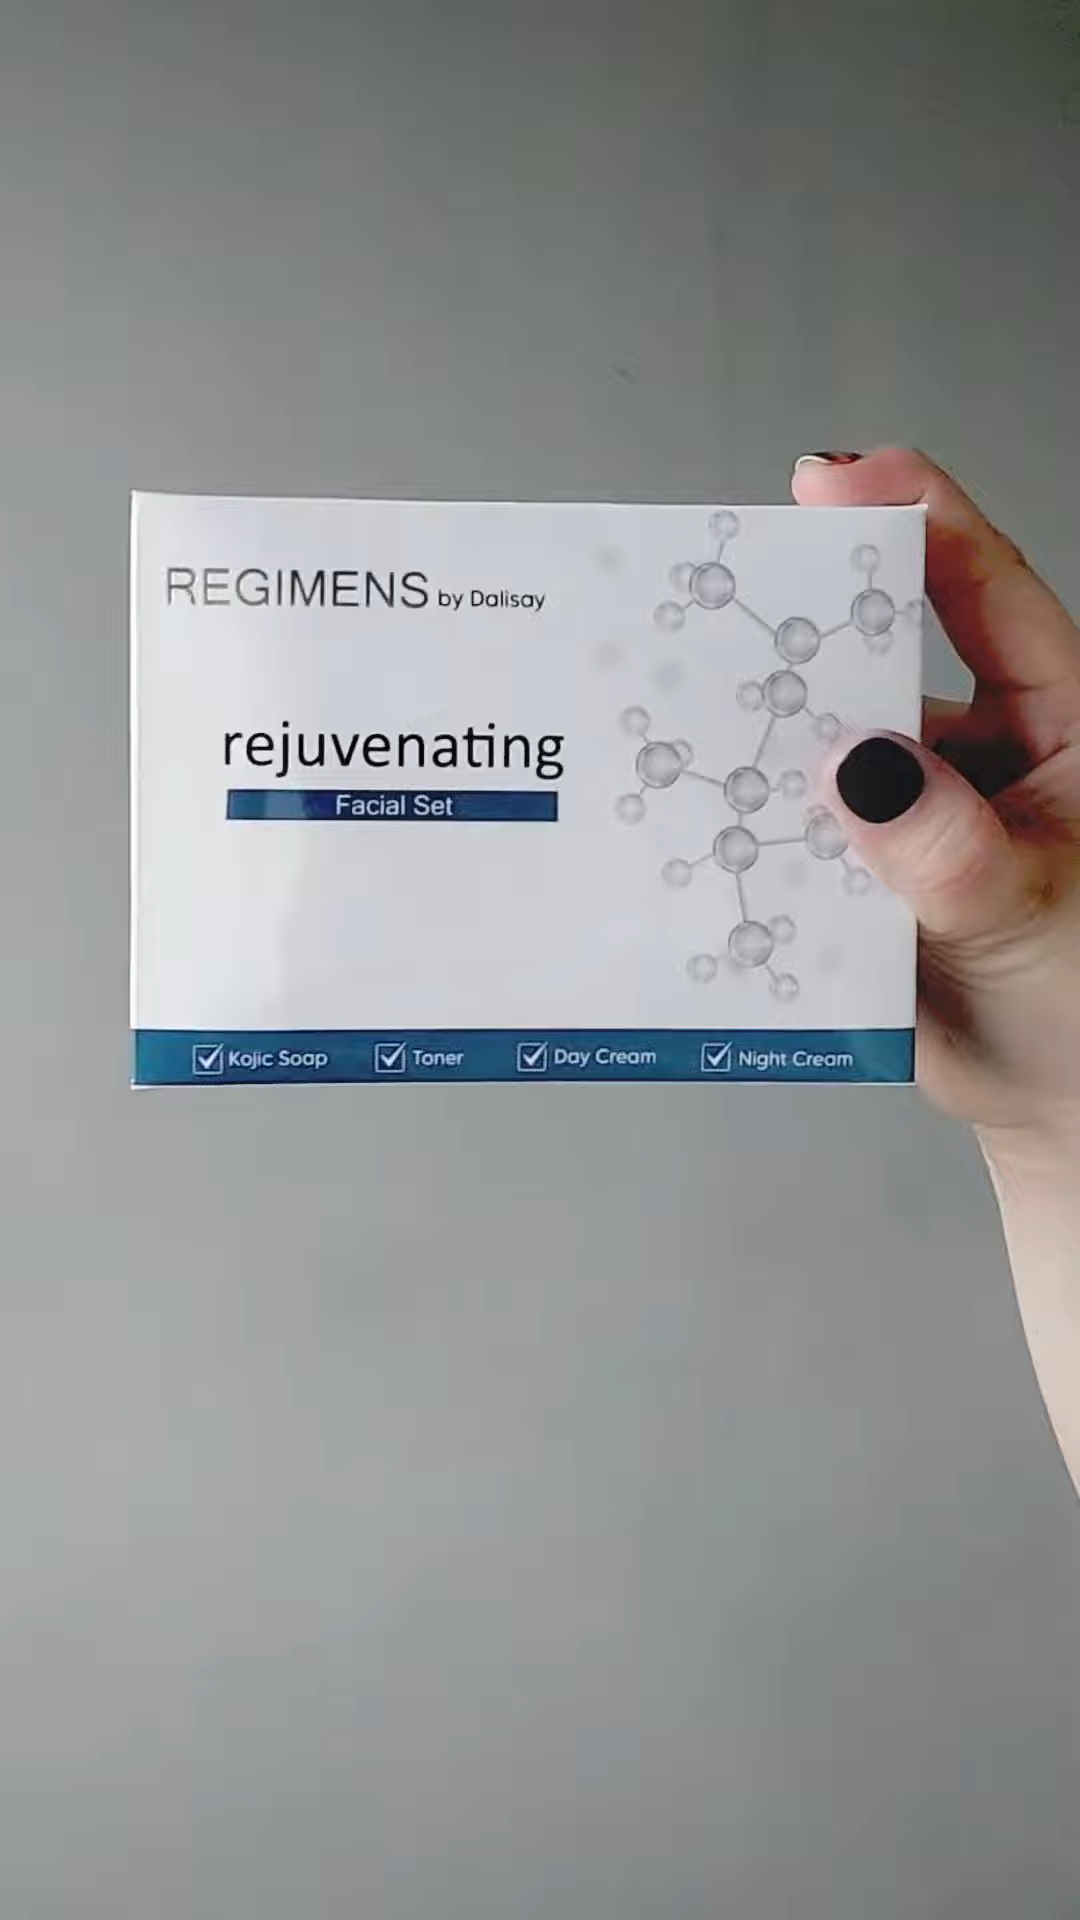 REGIMENS by Dalisay
rejuvenating
Facial Set
Kojic Soap Toner Day Cream Night Cream